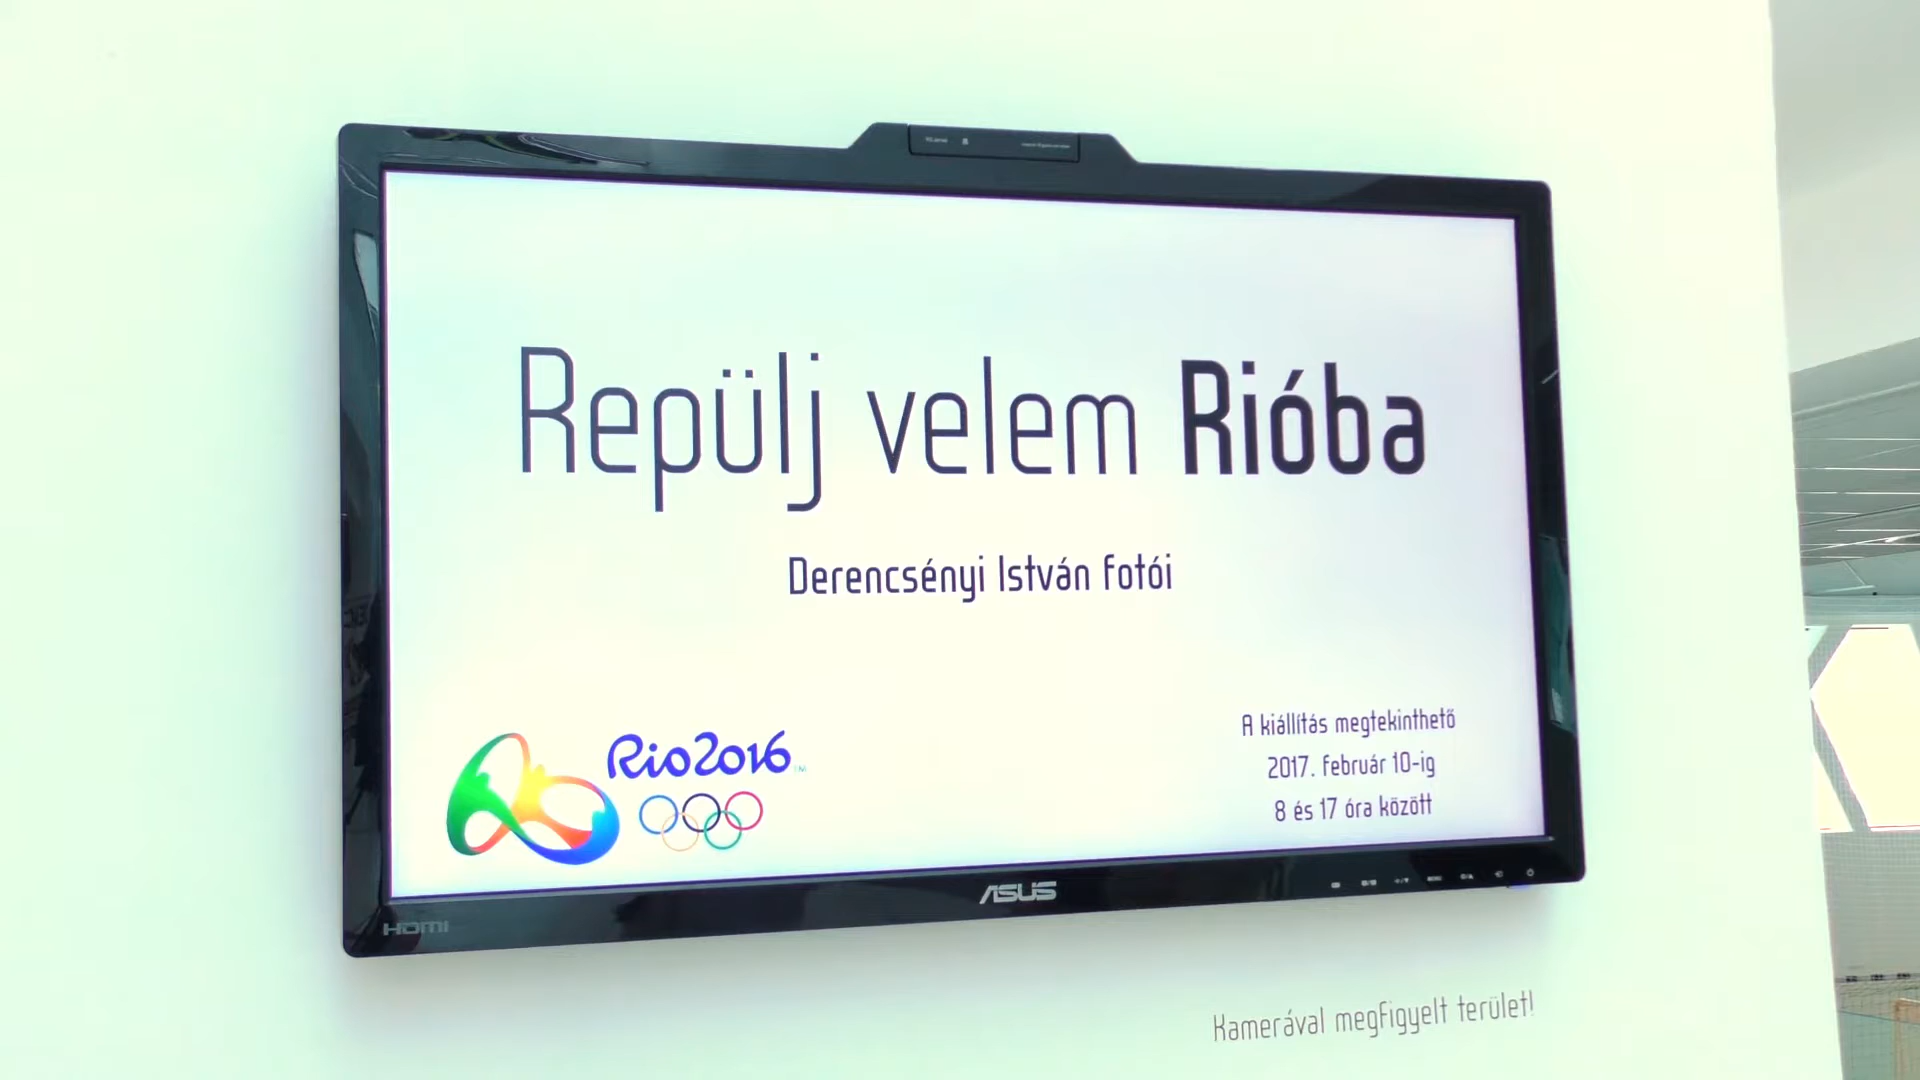 Repülj velem Rióba
Derencsényi István fotói
Rio2016
TM
A kiállítás megtekinthető
2017. február 10-ig
8 és 17 óra között
ASUS
HDMI
Kamerával megfigyelt terület!